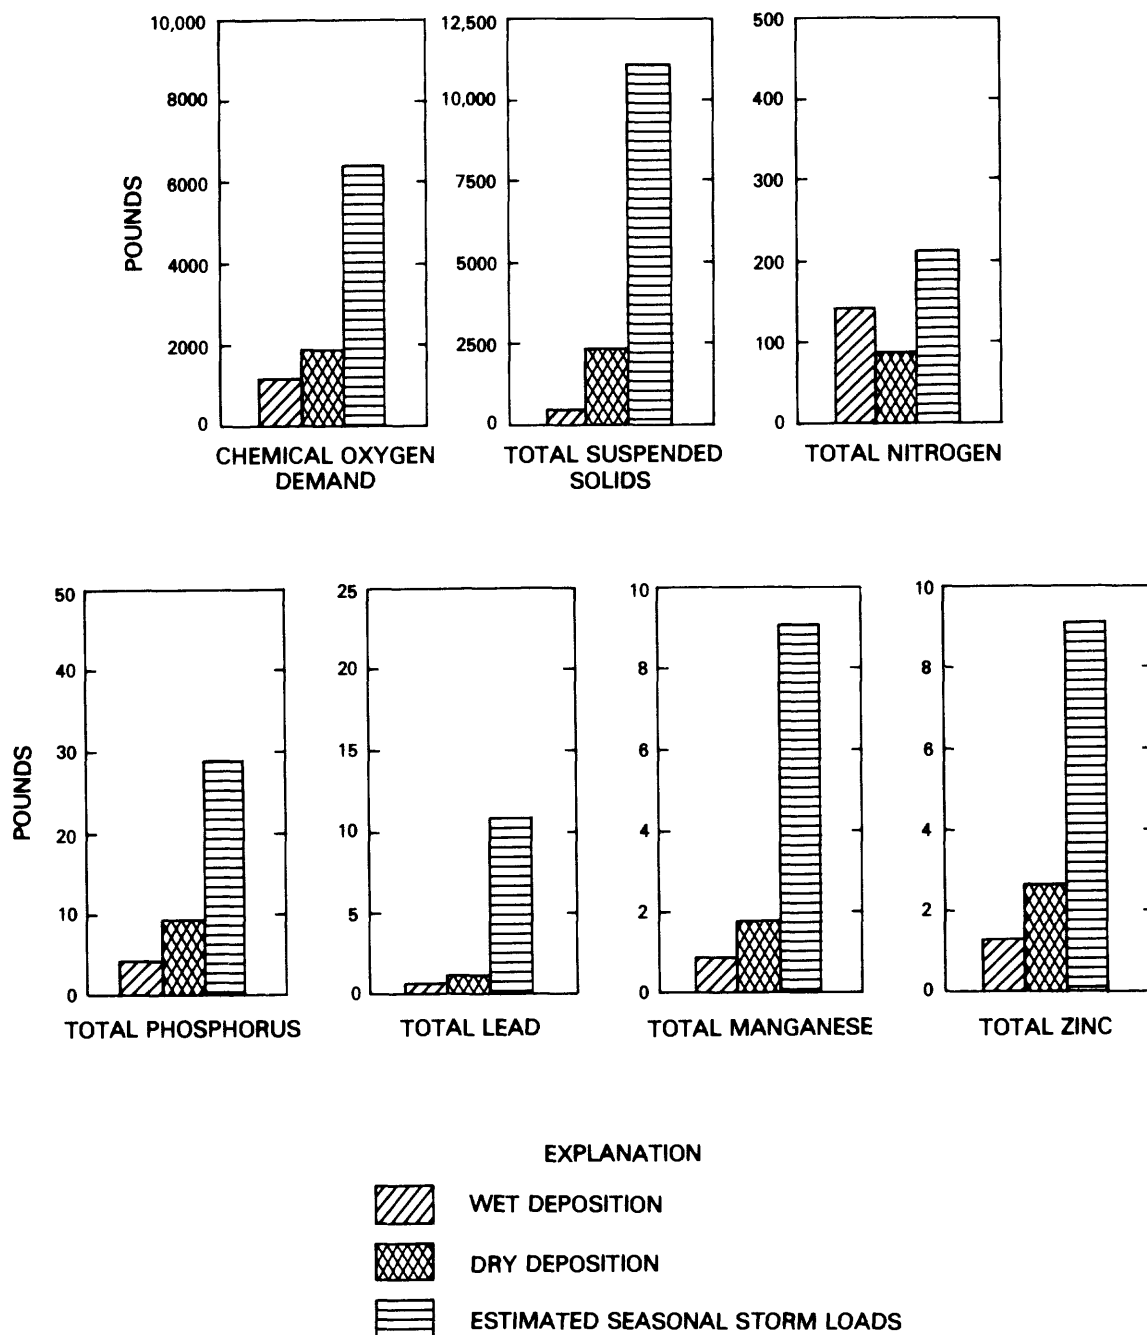 POUNDS
10,000
8000
6000
4000
2000
0
CHEMICAL OXYGEN
DEMAND
12,500
10,000
7500
5000
2500
0
TOTAL SUSPENDED
SOLIDS
500
400
300
200
100
0
TOTAL NITROGEN
POUNDS
50
40
30
20
10
0
TOTAL PHOSPHORUS
25
20
15
10
5
0
TOTAL LEAD
10
8
6
4
2
0
TOTAL MANGANESE
10
8
6
4
2
0
TOTAL ZINC
EXPLANATION
WET DEPOSITION
DRY DEPOSITION
ESTIMATED SEASONAL STORM LOADS